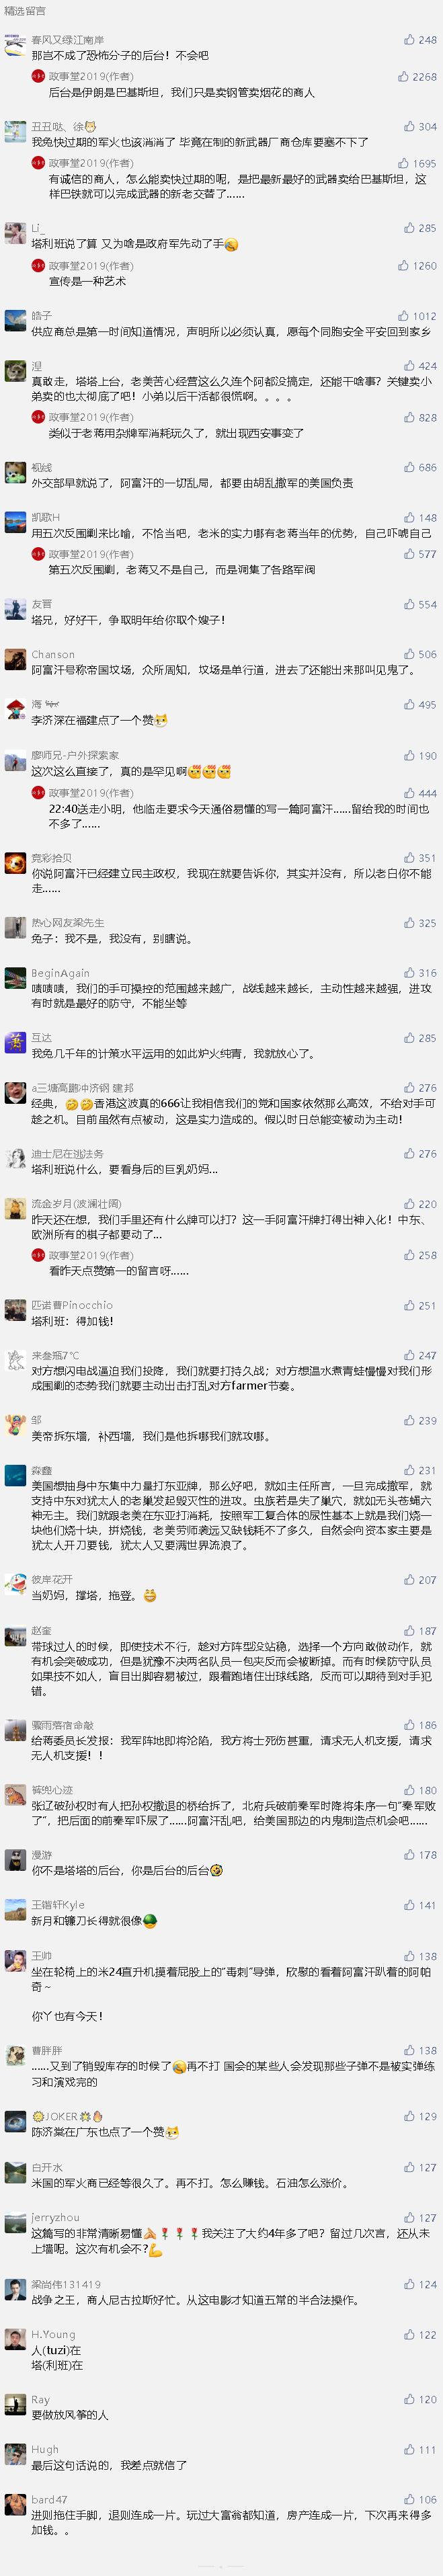 精选留言
春风又绿江南岸 248
那岂不成了恐怖分子的后台！不会吧
政事堂2019(作者) 2268
后台是伊朗是巴基斯坦，我们只是卖钢管卖烟花的商人
丑丑哒、徐 304
我兔快过期的军火也该消消了 毕竟在制的新武器厂商仓库要塞不下了
政事堂2019(作者) 1695
有诚信的商人，怎么能卖快过期的呢，是把最新最好的武器卖给巴基斯坦，这
样巴铁就可以完成武器的新老交替了……
Li_ 285
塔利班说了算 又为啥是政府军先动了手
政事堂2019(作者) 1260
宣传是一种艺术
皓子 1012
供应商总是第一时间知道情况，声明所以必须认真，愿每个同胞安全平安回到家乡
涅 424
真敢走，塔塔上台，老美苦心经营这么久连个阿都没搞定，还能干啥事？关键卖小
弟卖的也太彻底了吧！小弟以后干活都很慌啊。。。。
政事堂2019(作者) 828
类似于老蒋用杂牌军消耗玩久了，就出现西安事变了
视线 686
外交部早就说了，阿富汗的一切乱局，都要由胡乱撤军的美国负责
凯歌H 148
用五次反围剿来比喻，不恰当吧，老米的实力哪有老蒋当年的优势，自己吓唬自己
政事堂2019(作者) 577
第五次反围剿，老蒋又不是自己，而是调集了各路军阀
友晋 554
塔兄，好好干，争取明年给你取个嫂子！
Chanson 506
阿富汗号称帝国坟场，众所周知，坟场是单行道，进去了还能出来那叫见鬼了。
海 495
李济深在福建点了一个赞
廖师兄-户外探索家 190
这次这么直接了，真的是罕见啊
政事堂2019(作者) 444
22:40送走小明，他临走要求今天通俗易懂的写一篇阿富汗……留给我的时间也
不多了……
竞彩拾贝 351
你说阿富汗已经建立民主政权，我现在就要告诉你，其实并没有，所以老白你不能
走……
热心网友梁先生 325
兔子：我不是，我没有，别瞎说。
BeginAgain 316
啧啧啧，我们的手可操控的范围越来越广，战线越来越长，主动性越来越强，进攻
有时就是最好的防守，不能坐等
互达 285
我兔几千年的计策水平运用的如此炉火纯青，我就放心了。
a三塘高鹏冲济钢 建邦 276
经典，香港这波真的666让我相信我们的党和国家依然那么高效，不给对手可
趁之机。目前虽然有点被动，这是实力造成的。假以时日总能变被动为主动！
迪士尼在逃法务 276
塔利班说什么，要看身后的巨乳奶妈…
流金岁月(波澜壮阔) 220
昨天还在想，我们手里还有什么牌可以打？这一手阿富汗牌打得出神入化！中东、
欧洲所有的棋子都要动了…
政事堂2019(作者) 258
看昨天点赞第一的留言呀……
匹诺曹Pinocchio 251
塔利班：得加钱！
来叁瓶7℃ 247
对方想闪电战逼迫我们投降，我们就要打持久战；对方想温水煮青蛙慢慢对我们形
成围剿的态势我们就要主动出击打乱对方farmer节奏。
邹 239
美帝拆东墙，补西墙，我们是他拆哪我们就攻哪。
淼鑫 231
美国想抽身中东集中力量打东亚牌，那么好吧，就如主任所言，一旦完成撤军，就
支持中东对犹太人的老巢发起毁灭性的进攻。虫族若是失了巢穴，就如无头苍蝇六
神无主。我们就跟老美在东亚打消耗，按照军工复合体的尿性基本上就是我们烧一
块他们烧十块，拼烧钱，老美劳师袭远又缺钱耗不了多久，自然会向资本家主要是
犹太人开刀要钱，犹太人又要满世界流浪了。
彼岸花开 207
当奶妈，撑塔，拖登。
赵奎 187
带球过人的时候，即使技术不行，趁对方阵型没站稳，选择一个方向敢做动作，就
有机会突破成功，但是犹豫不决两名队员一包夹反而会被断掉。而有时候防守队员
如果技不如人，盲目出脚容易被过，跟着跑堵住出球线路，反而可以期待到对手犯
错。
骤雨落宿命敲 186
给蒋委员长发报：我军阵地即将沦陷，我方将士死伤甚重，请求无人机支援，请求
无人机支援！！
裤兜心迹 180
张辽破孙权时有人把孙权撤退的桥给拆了，北府兵破前秦军时降将朱序一句“秦军败
了”，把后面的前秦军吓尿了……阿富汗乱吧，给美国那边的内鬼制造点机会吧……
漫游 178
你不是塔塔的后台，你是后台的后台
王锴轩Kyle 141
新月和镰刀长得就很像
王帅 138
坐在轮椅上的米24直升机摸着屁股上的“毒刺”导弹，欣慰的看着阿富汗趴着的阿帕
奇～
你丫也有今天！
曹胖胖 138
……又到了销毁库存的时候了再不打 国会的某些人会发现那些子弹不是被实弹练
习和演戏完的
JOKER 129
陈济棠在广东也点了一个赞
白开水 127
米国的军火商已经等很久了。再不打。怎么赚钱。石油怎么涨价。
jerryzhou 127
这篇写的非常清晰易懂我关注了大约4年多了吧？留过几次言，还从未
上墙呢。这次有机会不?
梁尚伟131419 124
战争之王，商人尼古拉斯好忙。从这电影才知道五常的半合法操作。
H.Young 122
人(tuzi)在
塔(利班)在
Ray 120
要做放风筝的人
Hugh 111
最后这句话说的，我差点就信了
bard47 106
进则拖住手脚，退则连成一片。玩过大富翁都知道，房产连成一片，下次再来得多
加钱。。